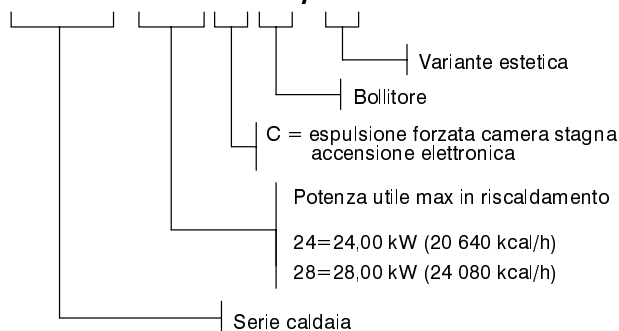 Variante estetica
Bollitore
C = espulsione forzata camera stagna
accensione elettronica
Potenza utile max in riscaldamento
24=24,00 kW (20 640 kcal/h)
28=28,00 kW (24 080 kcal/h)
Serie caldaia